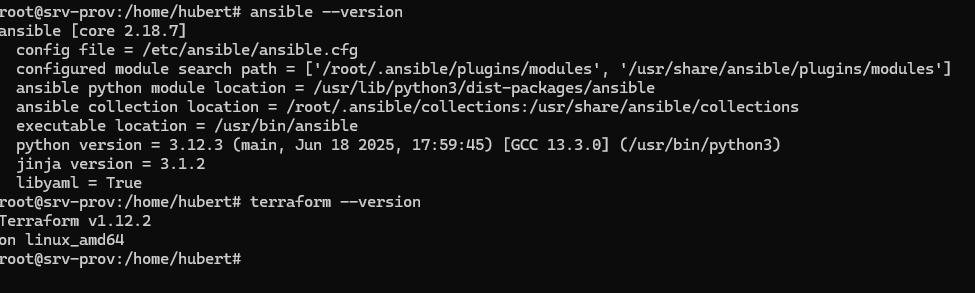 root@srv-prov:/home/hubert# ansible --version
ansible [core 2.18.7]
  config file = /etc/ansible/ansible.cfg
  configured module search path = ['/root/.ansible/plugins/modules', '/usr/share/ansible/plugins/modules']
  ansible python module location = /usr/lib/python3/dist-packages/ansible
  ansible collection location = /root/.ansible/collections:/usr/share/ansible/collections
  executable location = /usr/bin/ansible
  python version = 3.12.3 (main, Jun 18 2025, 17:59:45) [GCC 13.3.0] (/usr/bin/python3)
  jinja version = 3.1.2
  libyaml = True
root@srv-prov:/home/hubert# terraform --version
Terraform v1.12.2
on linux_amd64
root@srv-prov:/home/hubert#